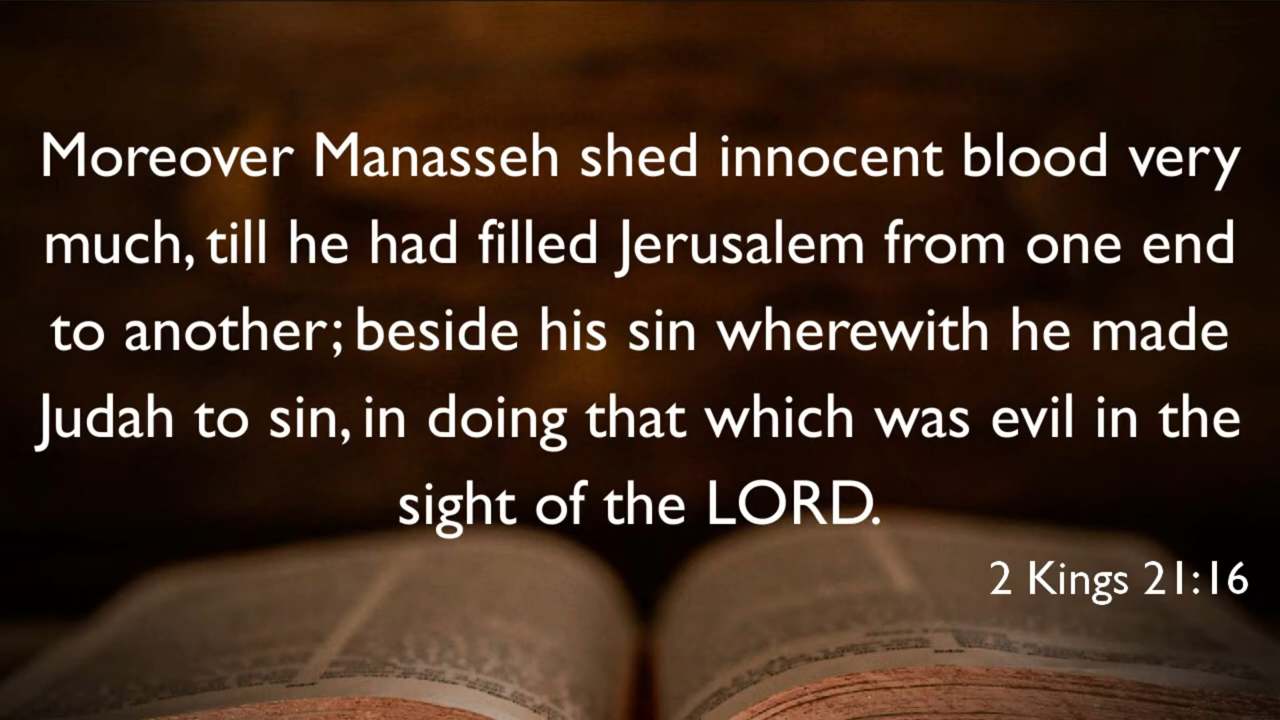 Moreover Manasseh shed innocent blood very
much, till he had filled Jerusalem from one end
to another; beside his sin wherewith he made
Judah to sin, in doing that which was evil in the
sight of the LORD.
2 Kings 21:16